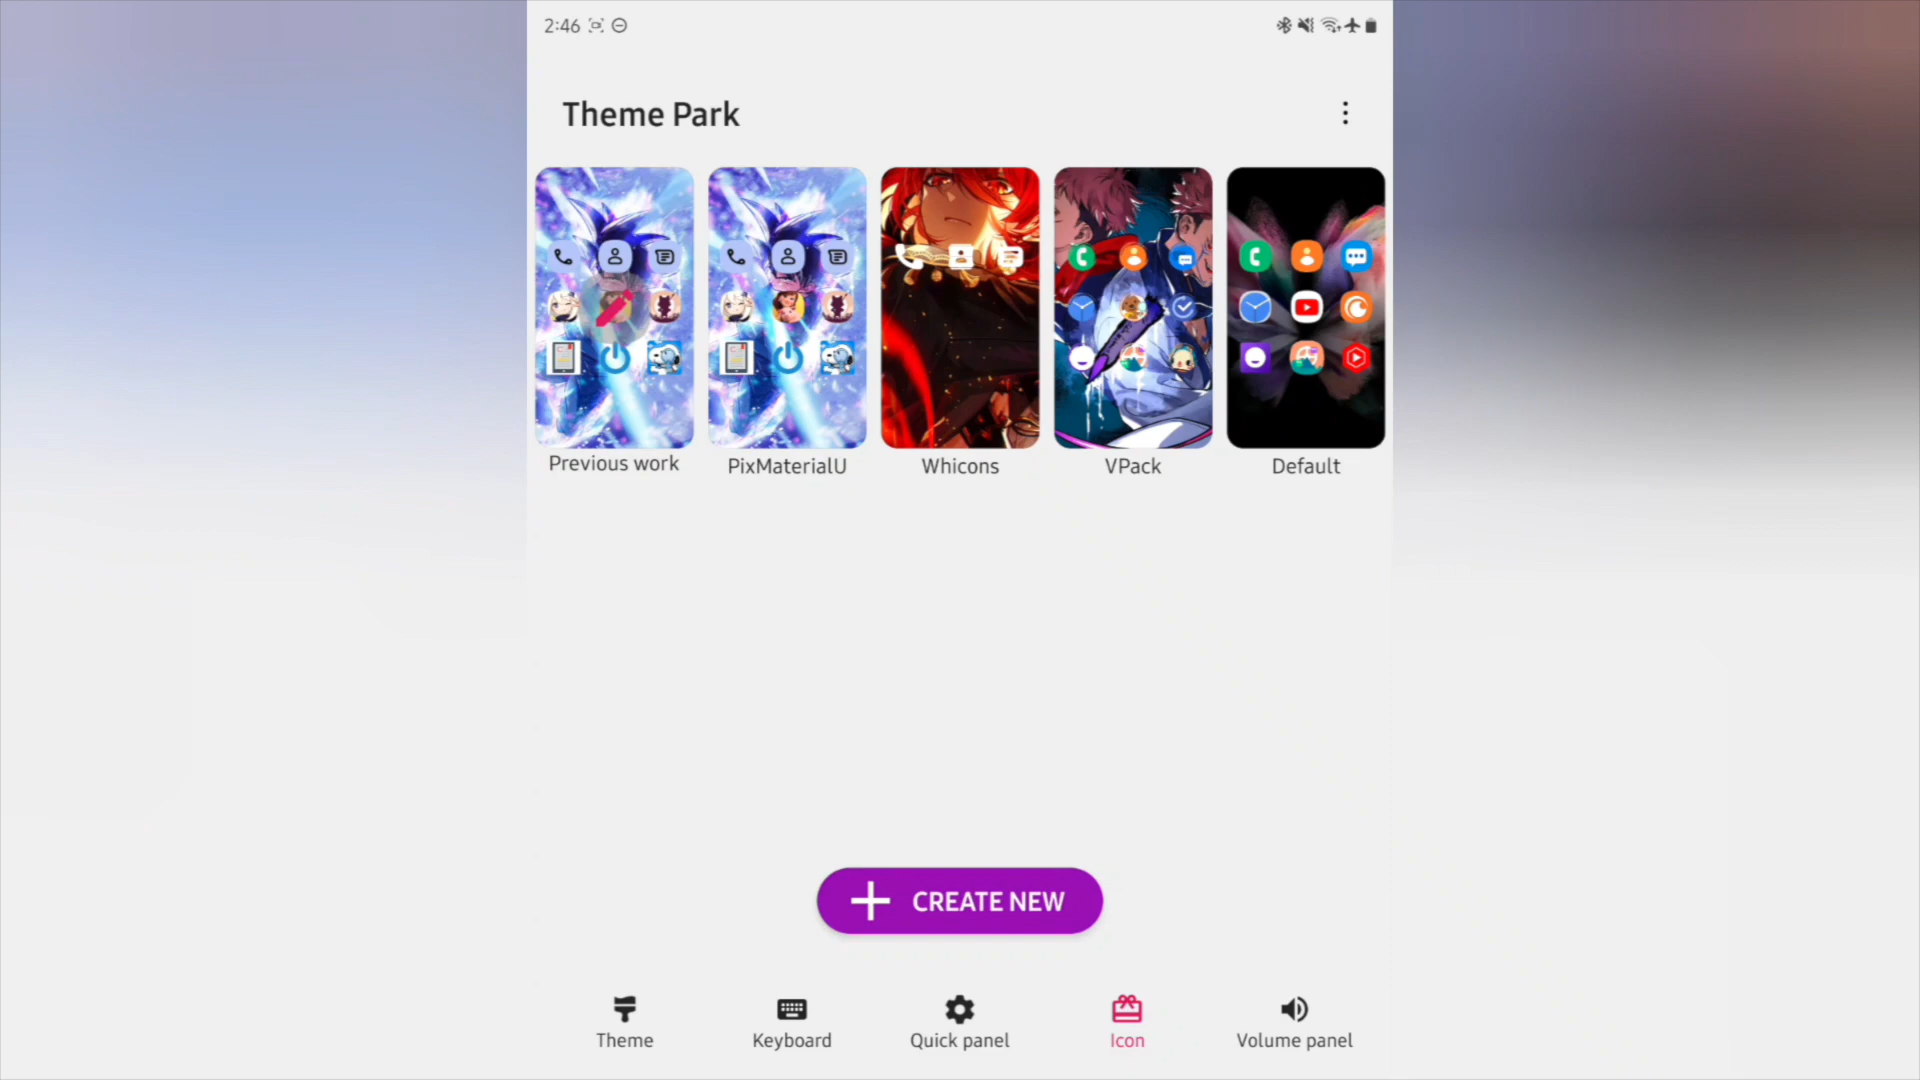 2:46
Theme Park
Previous work
PixMaterialU
Whicons
VPack
Default
CREATE NEW
Theme
Keyboard
Quick panel
Icon
Volume panel